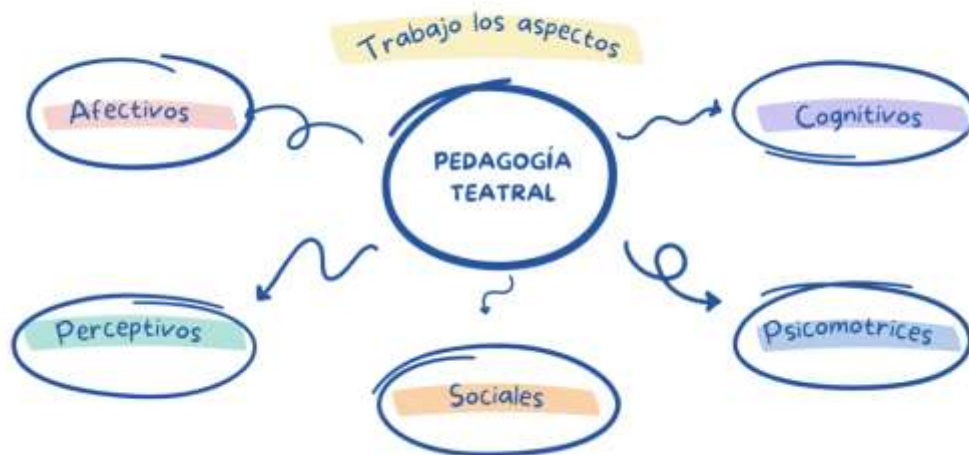 Trabajo los aspectos
Afectivos
Cognitivos
PEDAGOGÍA
TEATRAL
Perceptivos
Psicomotrices
Sociales